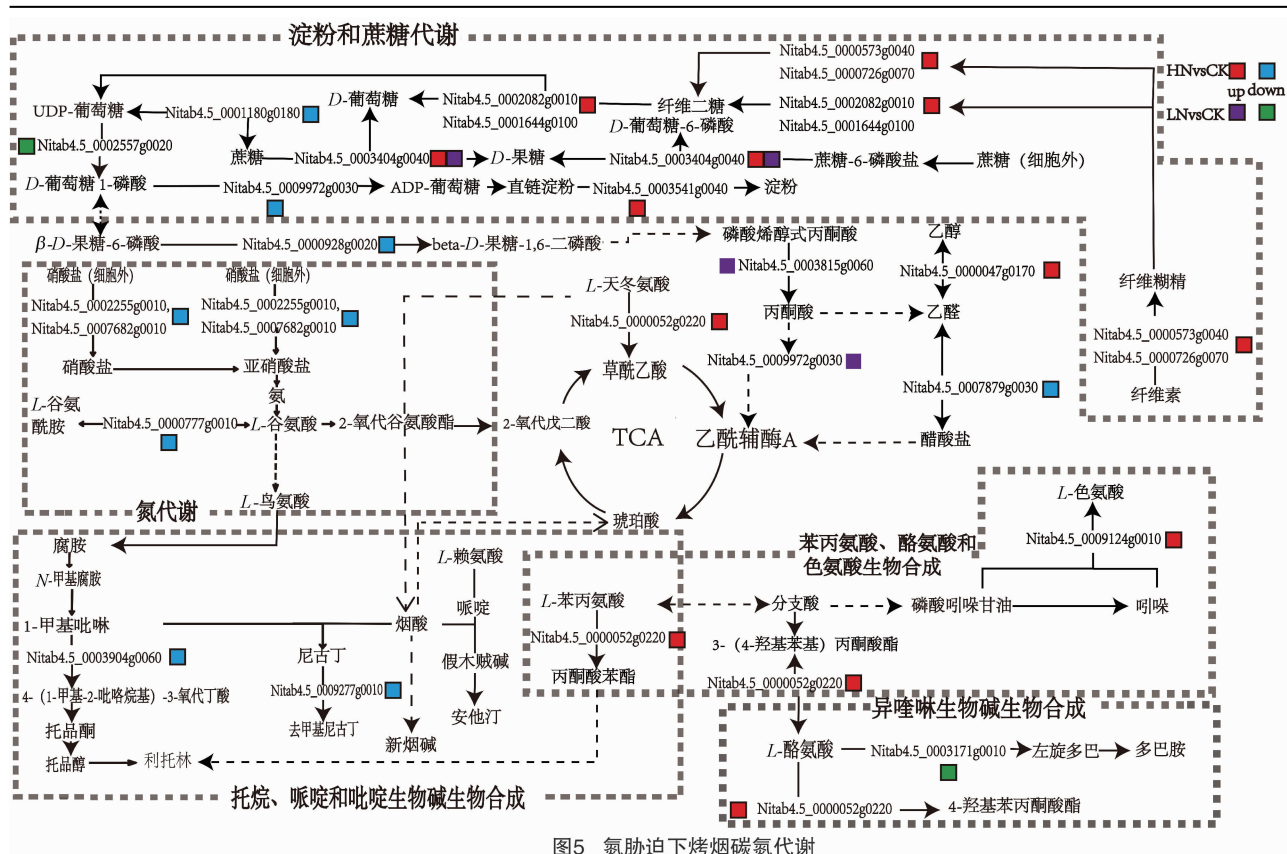 淀粉和蔗糖代谢
Nitab4.5_0000573g0040
Nitab4.5_0000726g0070
HNvsCK
up down
LNvsCK
UDP-葡萄糖
Nitab4.5_0001180g0180
D-葡萄糖
Nitab4.5_0002082g0010
Nitab4.5_0001644g0100
纤维二糖
D-葡萄糖-6-磷酸
Nitab4.5_0002082g0010
Nitab4.5_0001644g0100
Nitab4.5_0002557g0020
蔗糖
Nitab4.5_0003404g0040
D-果糖
Nitab4.5_0003404g0040
蔗糖-6-磷酸盐
蔗糖（细胞外）
D-葡萄糖 1-磷酸
Nitab4.5_0009972g0030
ADP-葡萄糖
直链淀粉
Nitab4.5_0003541g0040
淀粉
β-D-果糖-6-磷酸
Nitab4.5_0000928g0020
beta-D-果糖-1,6-二磷酸
磷酸烯醇式丙酮酸
Nitab4.5_0003815g0060
丙酮酸
Nitab4.5_0009972g0030
乙醇
Nitab4.5_0000047g0170
乙醛
Nitab4.5_0007879g0030
醋酸盐
纤维糊精
Nitab4.5_0000573g0040
Nitab4.5_0000726g0070
纤维素
硝酸盐（细胞外）
硝酸盐（细胞外）
Nitab4.5_0002255g0010,
Nitab4.5_0007682g0010
Nitab4.5_0002255g0010,
Nitab4.5_0007682g0010
硝酸盐
亚硝酸盐
氨
L-谷氨
酰胺
Nitab4.5_0000777g0010
L-谷氨酸
2-氧代谷氨酸酯
2-氧代戊二酸
L-鸟氨酸
氮代谢
L-天冬氨酸
Nitab4.5_0000052g0220
草酰乙酸
TCA
乙酰辅酶A
琥珀酸
腐胺
N-甲基腐胺
1-甲基吡啉
Nitab4.5_0003904g0060
4-（1-甲基-2-吡咯烷基）-3-氧代丁酸
托品酮
托品醇
利托林
尼古丁
Nitab4.5_0009277g0010
去甲基尼古丁
烟酸
新烟碱
L-赖氨酸
哌啶
假木贼碱
安他汀
托烷、哌啶和吡啶生物碱生物合成
L-苯丙氨酸
Nitab4.5_0000052g0220
丙酮酸苯酯
苯丙氨酸、酪氨酸和
色氨酸生物合成
分支酸
3-（4-羟基苯基）丙酮酸酯
Nitab4.5_0000052g0220
L-色氨酸
Nitab4.5_0009124g0010
磷酸吲哚甘油
吲哚
异喹啉生物碱生物合成
L-酪氨酸
Nitab4.5_0003171g0010
左旋多巴
多巴胺
Nitab4.5_0000052g0220
4-羟基苯丙酮酸酯
图5 氮胁迫下烤烟碳氮代谢